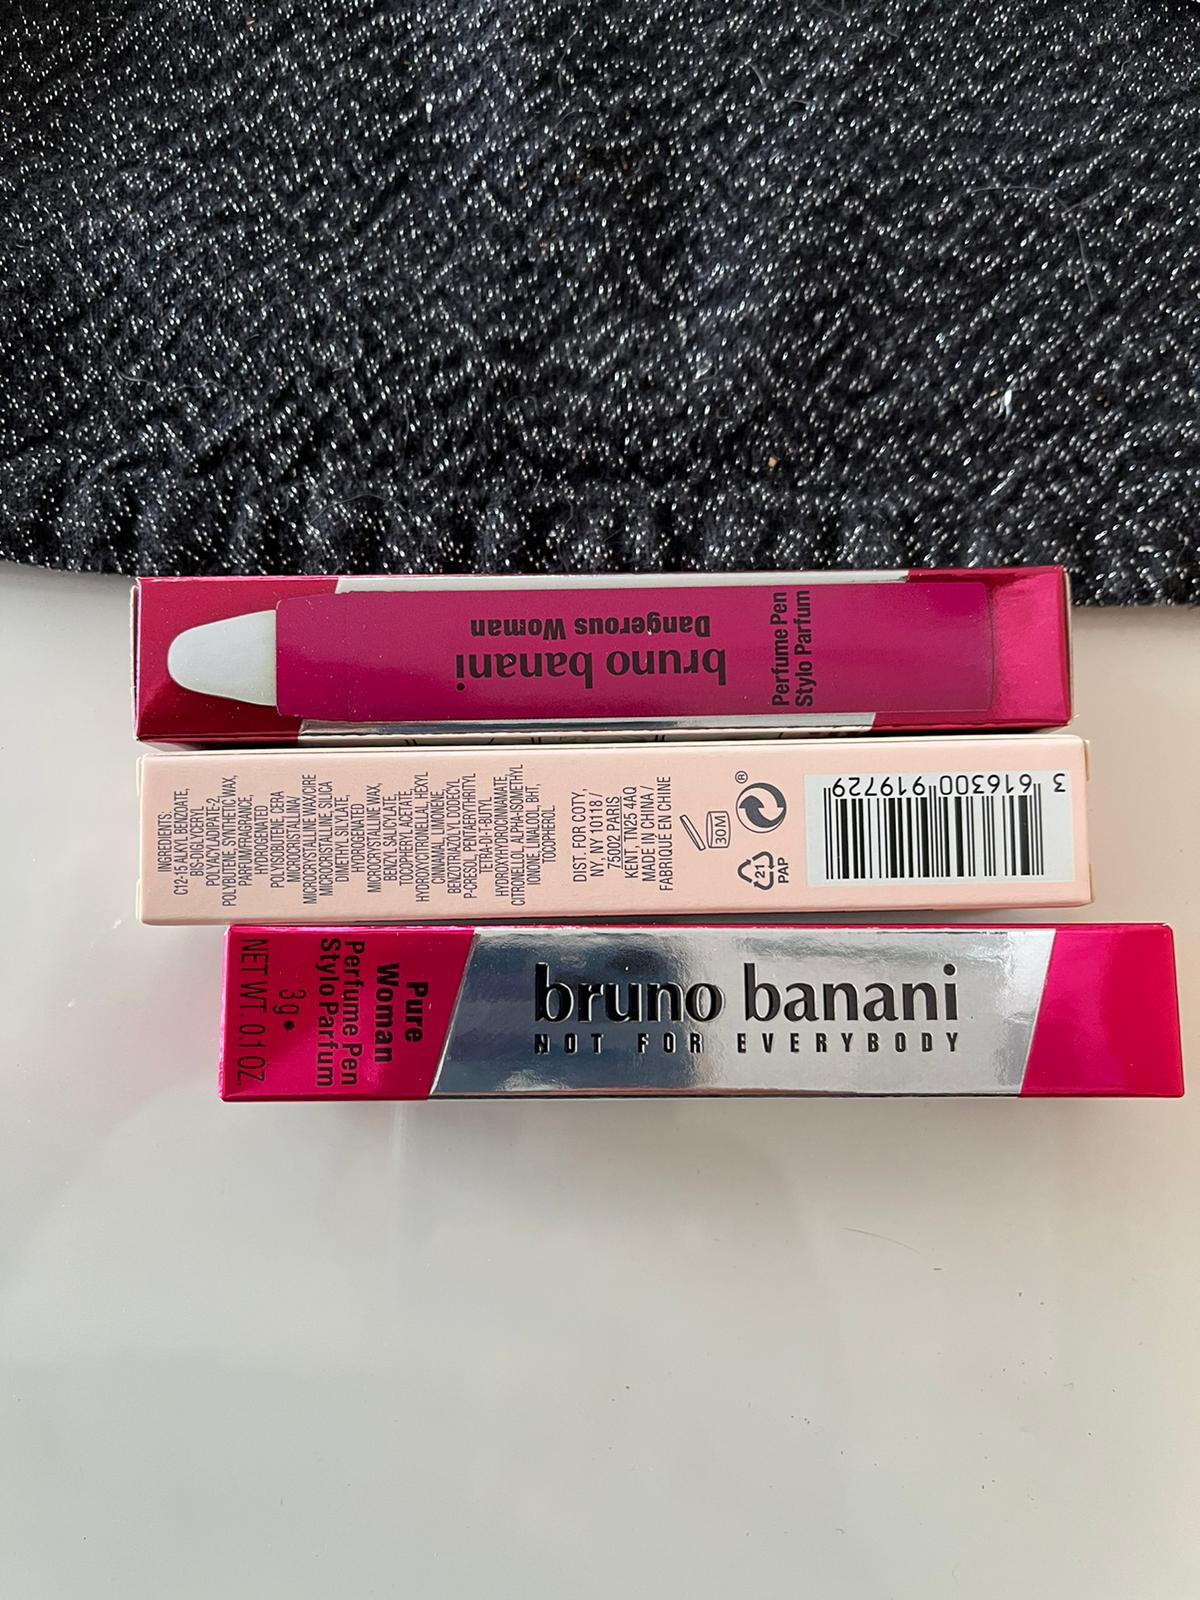 bruno banani
Dangerous Woman
Perfume Pen
Stylo Parfum
INGREDIENTS:
C12-15 ALKYL BENZOATE,
BIS-DIGLYCERYL
POLYACYLADIPATE-2,
POLYBUTENE, SYNTHETIC WAX,
PARFUM/FRAGRANCE,
HYDROGENATED
POLYISOBUTENE, CERA
MICROCRISTALLINA/
MICROCRYSTALLINE WAX/CIRE
MICROCRISTALLINE, SILICA
DIMETHYL SILYLATE,
HYDROGENATED
MICROCRYSTALLINE WAX,
BENZYL SALICYLATE,
TOCOPHERYL ACETATE,
HYDROXYCITRONELLAL, HEXYL
CINNAMAL, LIMONENE,
BENZOTRIAZOLYL DODECYL
P-CRESOL, PENTAERYTHRITYL
TETRA-DI-T-BUTYL
HYDROXYHYDROCINNAMATE,
CITRONELLOL, ALPHA-ISOMETHYL
IONONE, LINALOOL, BHT,
TOCOPHEROL
DIST. FOR COTY,
NY, NY 10118 /
75002 PARIS /
KENT, TN25 4AQ
MADE IN CHINA /
FABRIQUÉ EN CHINE
30M
®
21
PAP
3 616300 919729
Pure
Woman
Perfume Pen
Stylo Parfum
3 g ●
NET WT. 0.1 OZ.
bruno banani
NOT FOR EVERYBODY